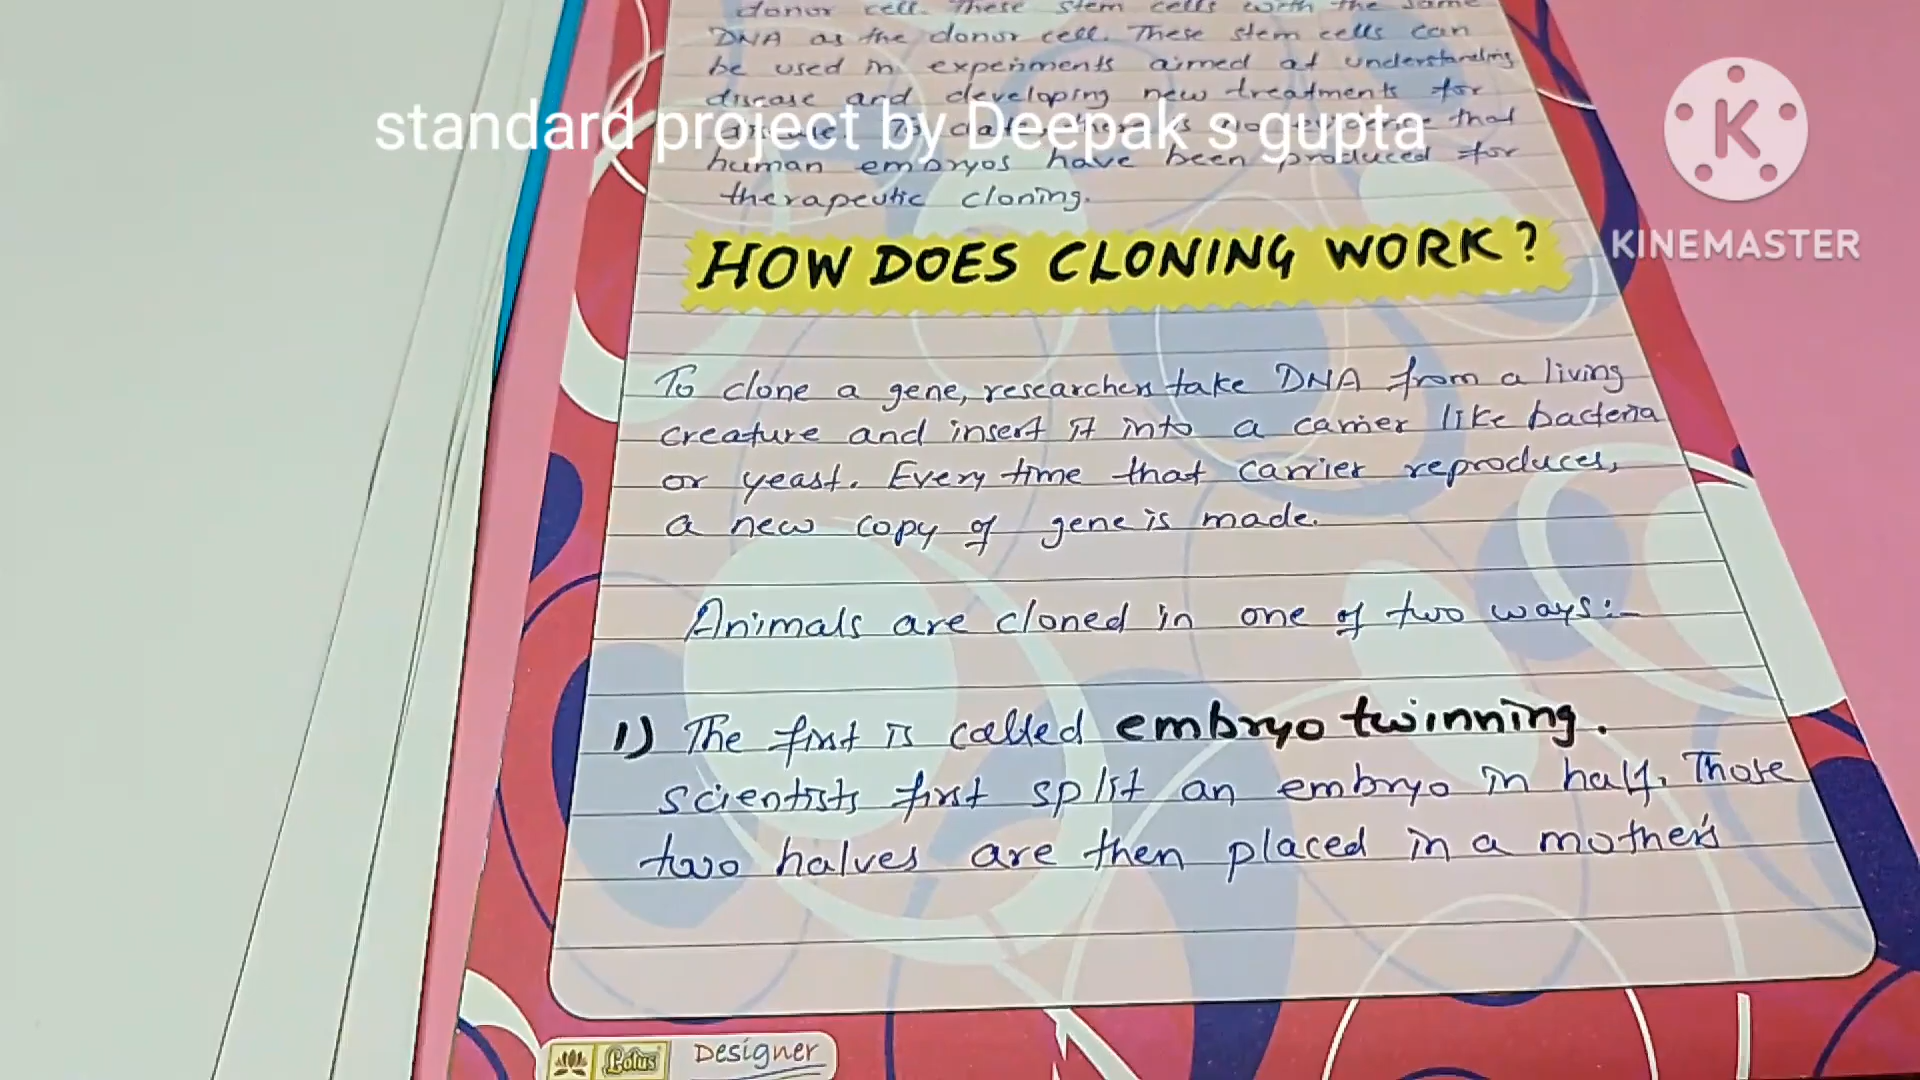 donor cell. These stem cells with the same
DNA as the donor cell. These stem cells can
be used in experiments aimed at understanding
disease and developing new treatments for
standard project by Deepak s gupta
that
human embryos have been produced for
therapeutic cloning.
K
KINEMASTER
HOW DOES CLONING WORK?
To clone a gene, researchers take DNA from a living
creature and insert it into a carrier like bacteria
or yeast. Every time that carrier reproduces,
a new copy of gene is made.
Animals are cloned in one of two ways:-
1) The first is called embryo twinning.
scientists first split an embryo in half. Those
two halves are then placed in a mother's
Lotus
Designer